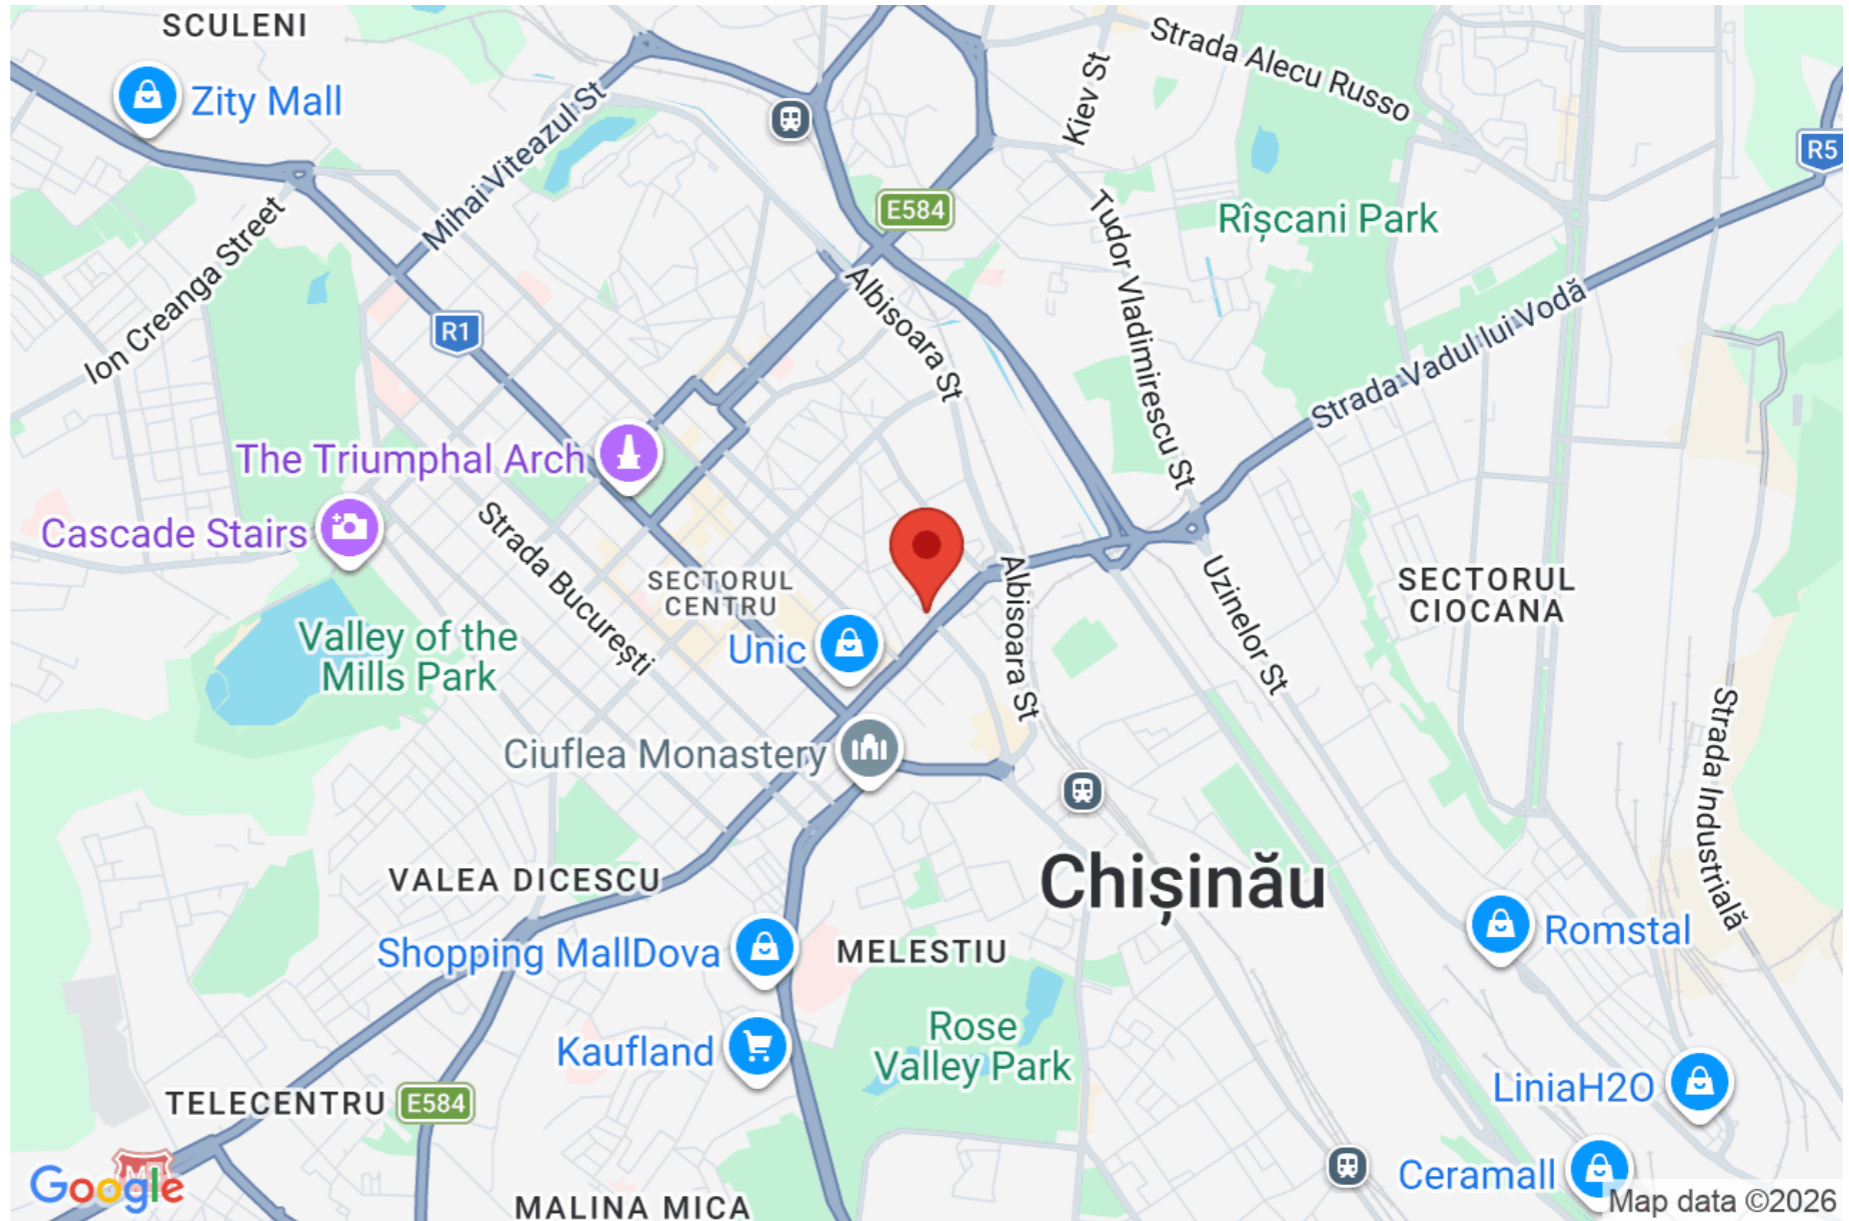 SCULENI
Zity Mall
Mihai Viteazul St
Strada Alecu Russo
Kiev St
R5
E584
Rîșcani Park
Tudor Vladimirescu St
Ion Creanga Street
R1
Albisoara St
Strada Vadul lui Vodă
The Triumphal Arch
Cascade Stairs
Strada București
SECTORUL
CENTRU
Albisoara St
Uzinelor St
SECTORUL
CIOCANA
Valley of the
Mills Park
Unic
Ciuflea Monastery
Strada Industrială
VALEA DICESCU
Chișinău
Shopping MallDova
MELESTIU
Romstal
Rose
Valley Park
Kaufland
LiniaH2O
TELECENTRU
E584
Ceramall
Google
MALINA MICA
Map data ©2026